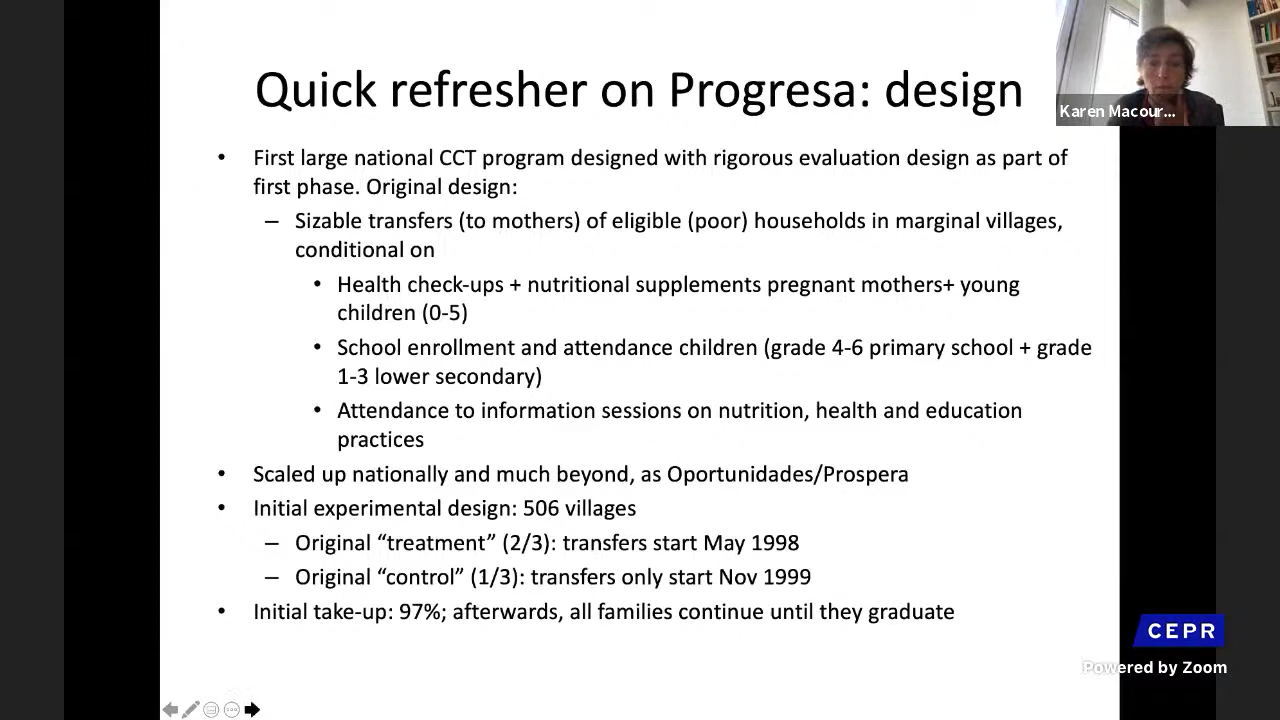 Quick refresher on Progresa: design
Karen Macour...
• First large national CCT program designed with rigorous evaluation design as part of
first phase. Original design:
– Sizable transfers (to mothers) of eligible (poor) households in marginal villages,
conditional on
• Health check-ups + nutritional supplements pregnant mothers+ young
children (0-5)
• School enrollment and attendance children (grade 4-6 primary school + grade
1-3 lower secondary)
• Attendance to information sessions on nutrition, health and education
practices
• Scaled up nationally and much beyond, as Oportunidades/Prospera
• Initial experimental design: 506 villages
– Original “treatment” (2/3): transfers start May 1998
– Original “control” (1/3): transfers only start Nov 1999
• Initial take-up: 97%; afterwards, all families continue until they graduate
CEPR
Powered by Zoom